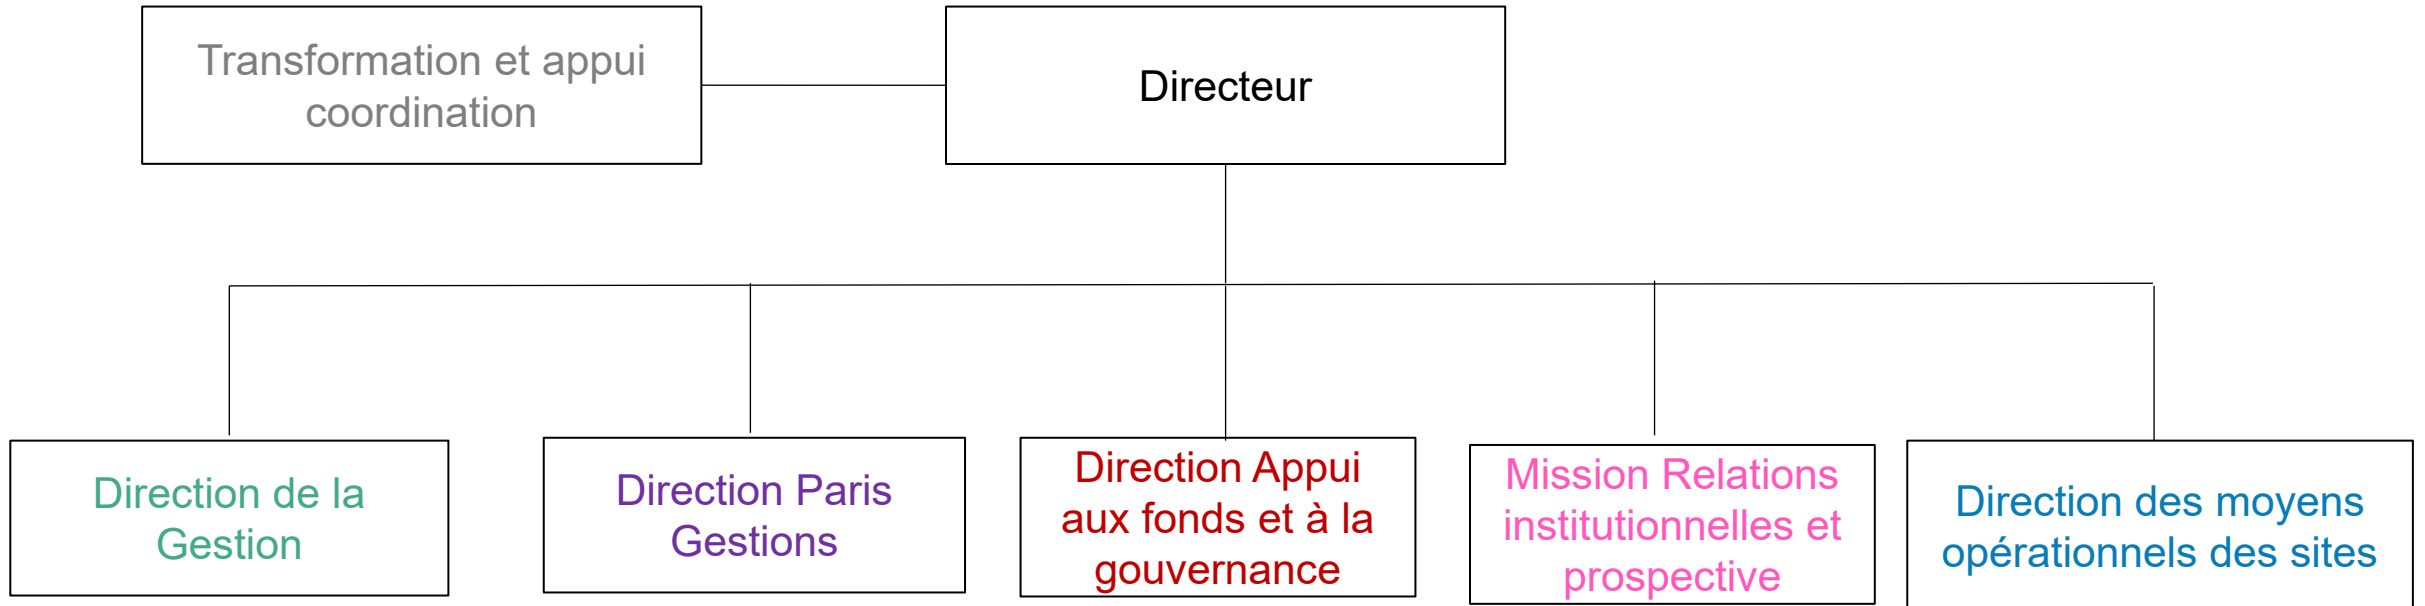 Transformation et appui
coordination
Directeur
Direction de la
Gestion
Direction Paris
Gestions
Direction Appui
aux fonds et à la
gouvernance
Mission Relations
institutionnelles et
prospective
Direction des moyens
opérationnels des sites